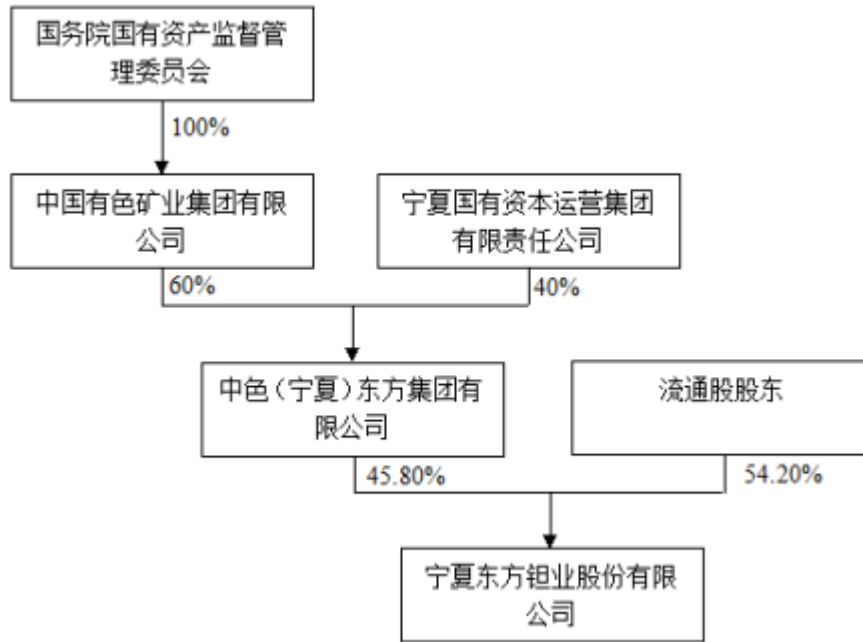 国务院国有资产监督管
理委员会
100%
中国有色矿业集团有限
公司
宁夏国有资本运营集团
有限责任公司
60%
40%
中色（宁夏）东方集团有
限公司
流通股股东
45.80%
54.20%
宁夏东方钽业股份有限
公司